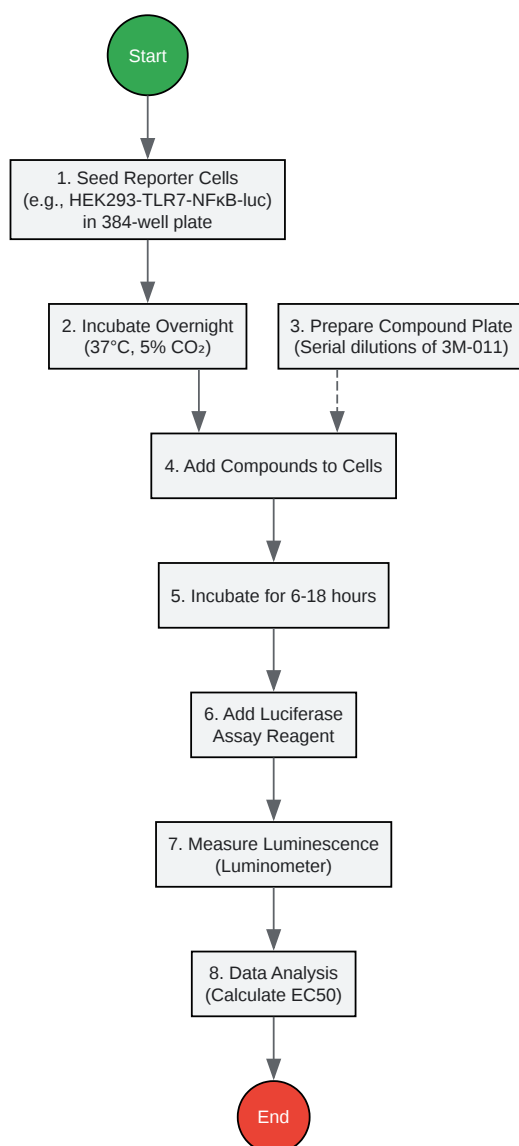 Start
1. Seed Reporter Cells
(e.g., HEK293-TLR7-NFκB-luc)
in 384-well plate
2. Incubate Overnight
(37°C, 5% CO₂)
3. Prepare Compound Plate
(Serial dilutions of 3M-011)
4. Add Compounds to Cells
5. Incubate for 6-18 hours
6. Add Luciferase
Assay Reagent
7. Measure Luminescence
(Luminometer)
8. Data Analysis
(Calculate EC50)
End